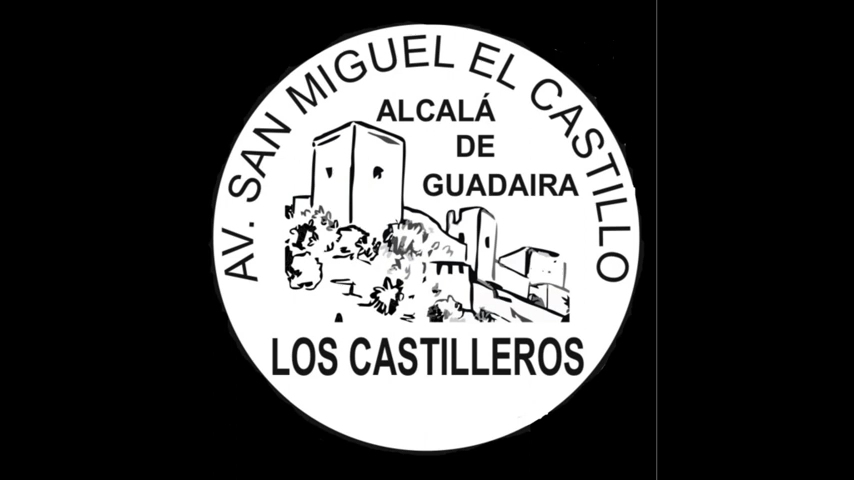 AV. SAN MIGUEL EL CASTILLO
ALCALÁ
DE
GUADAIRA
LOS CASTILLEROS